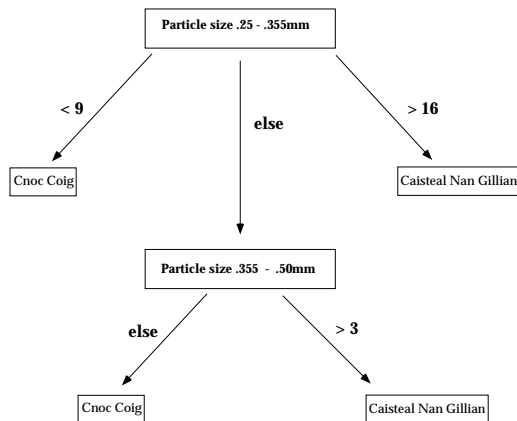 Particle size .25 - .355mm
< 9
else
> 16
Cnoc Coig
Caisteal Nan Gillian
Particle size .355 - .50mm
else
> 3
Cnoc Coig
Caisteal Nan Gillian